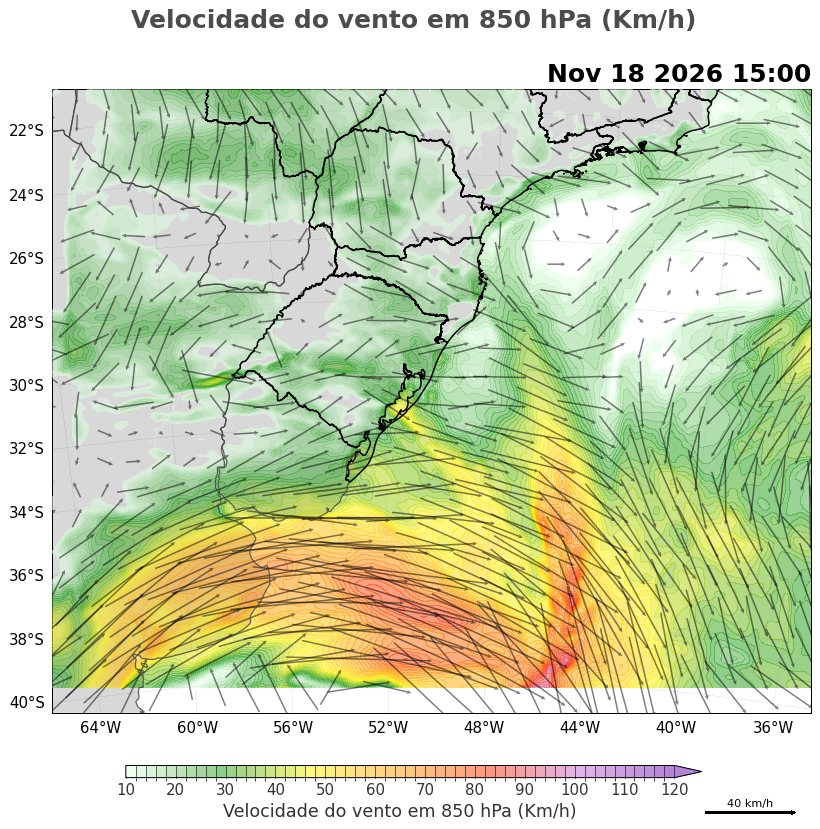 Velocidade do vento em 850 hPa (Km/h)
Nov 18 2026 15:00
22°S
24°S
26°S
28°S
30°S
32°S
34°S
36°S
38°S
40°S
64°W 60°W 56°W 52°W 48°W 44°W 40°W 36°W
10 20 30 40 50 60 70 80 90 100 110 120
40 km/h
Velocidade do vento em 850 hPa (Km/h)